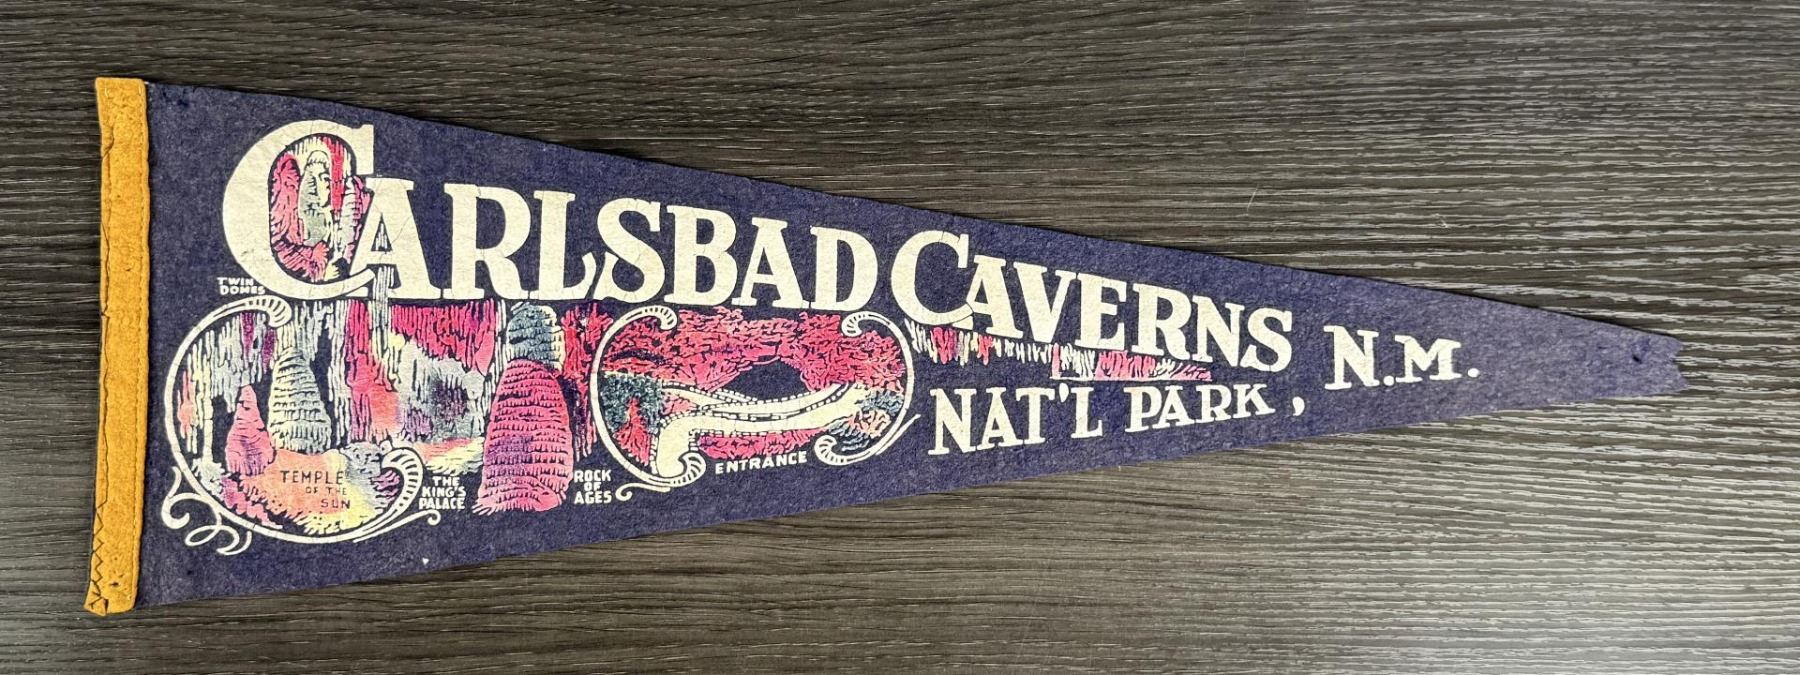 CARLSBAD CAVERNS, N.M.
NAT'L PARK,
TWIN
DOMES
TEMPLE
OF THE
SUN
THE
KING'S
PALACE
ROCK
OF
AGES
ENTRANCE